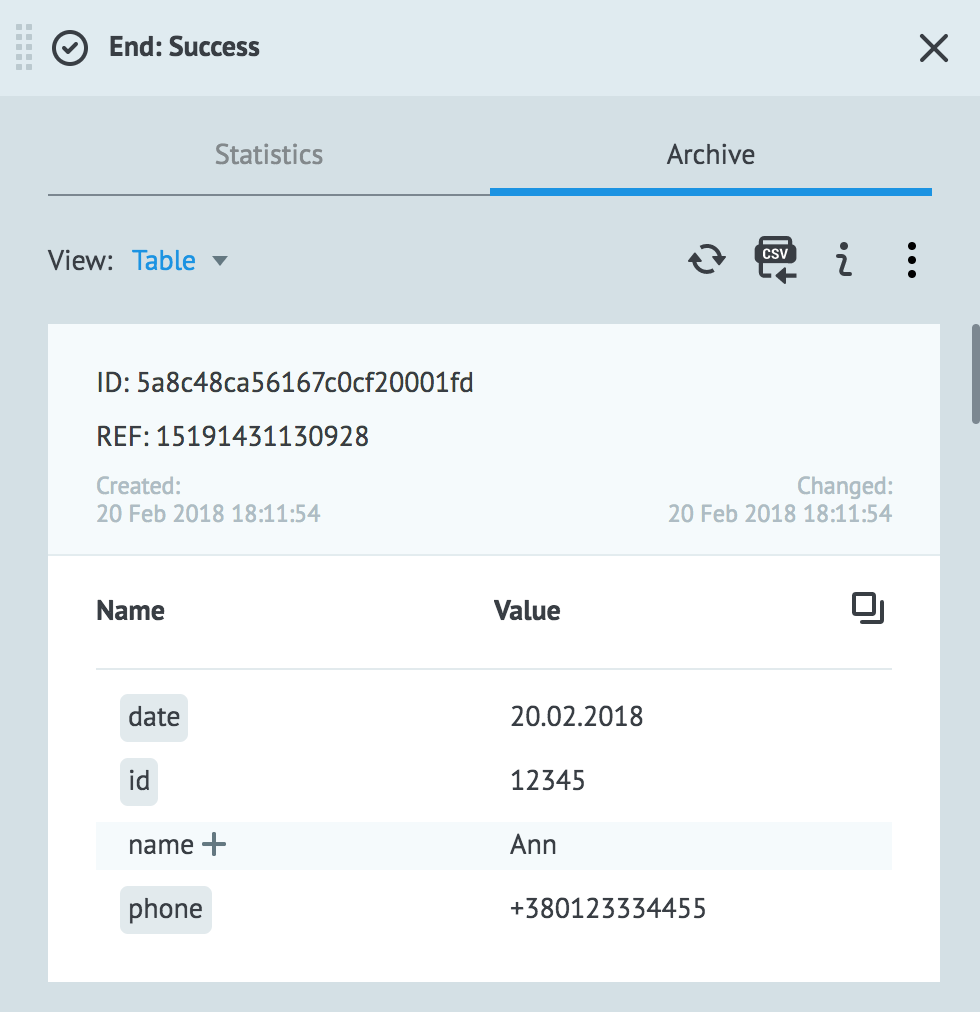 End: Success
Statistics Archive
View: Table CSV
ID: 5a8c48ca56167c0cf20001fd
REF: 15191431130928
Created: Changed:
20 Feb 2018 18:11:54 20 Feb 2018 18:11:54
Name Value
date 20.02.2018
id 12345
name + Ann
phone +380123334455